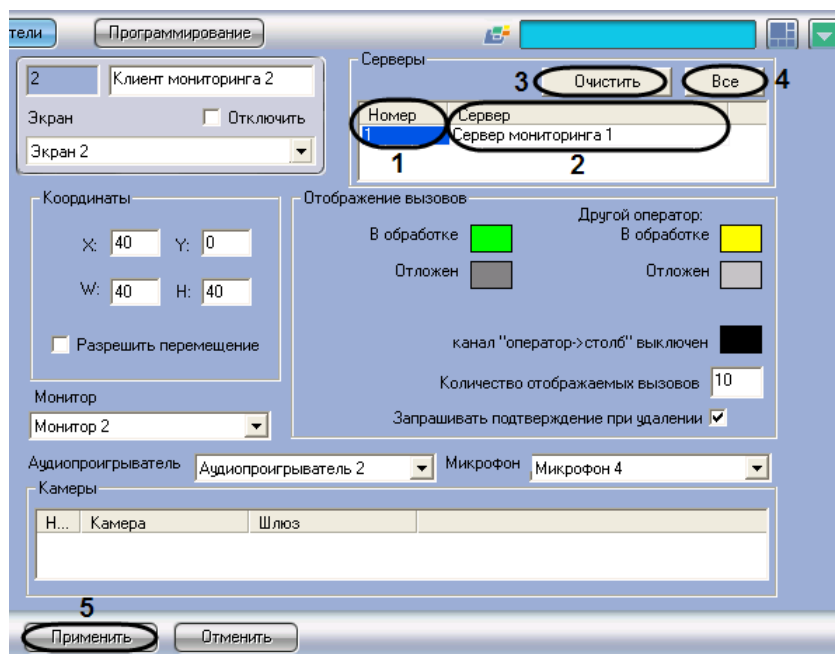 тели Программирование
2 Клиент мониторинга 2
Экран Отключить
Экран 2
Серверы
3 Очистить Все 4
Номер Сервер
1 Сервер мониторинга 1
1 2
Координаты
X: 40 Y: 0
W: 40 H: 40
Разрешить перемещение
Отображение вызовов
Другой оператор:
В обработке В обработке
Отложен Отложен
канал "оператор->столб" выключен
Количество отображаемых вызовов 10
Запрашивать подтверждение при удалении
Монитор
Монитор 2
Аудиопроигрыватель Аудиопроигрыватель 2 Микрофон Микрофон 4
Камеры
Н... Камера Шлюз
5
Применить Отменить